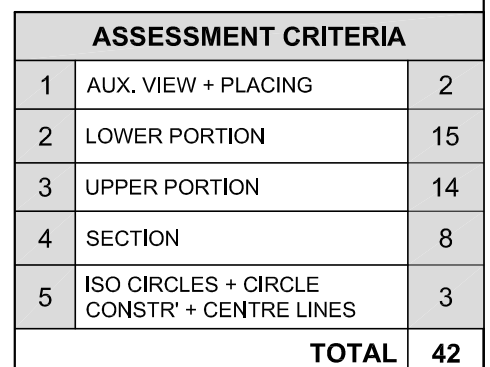 ASSESSMENT CRITERIA
1 AUX. VIEW + PLACING 2
2 LOWER PORTION 15
3 UPPER PORTION 14
4 SECTION 8
5 ISO CIRCLES + CIRCLE CONSTR' + CENTRE LINES 3
TOTAL 42